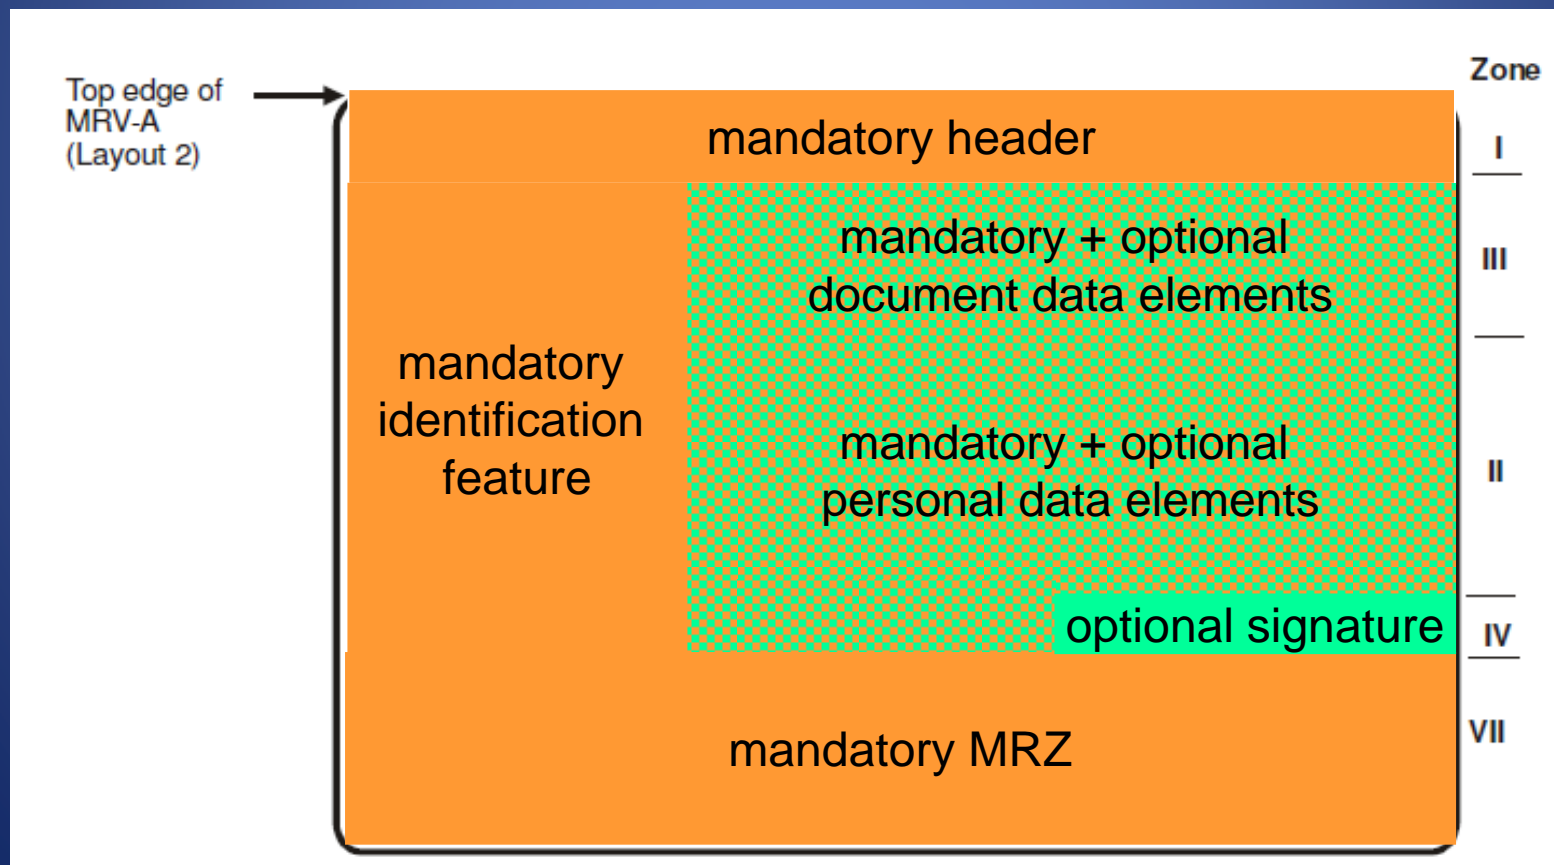 Top edge of
MRV-A
(Layout 2)
Zone
mandatory header
I
mandatory + optional
document data elements
III
mandatory
identification
feature
mandatory + optional
personal data elements
II
optional signature
IV
mandatory MRZ
VII